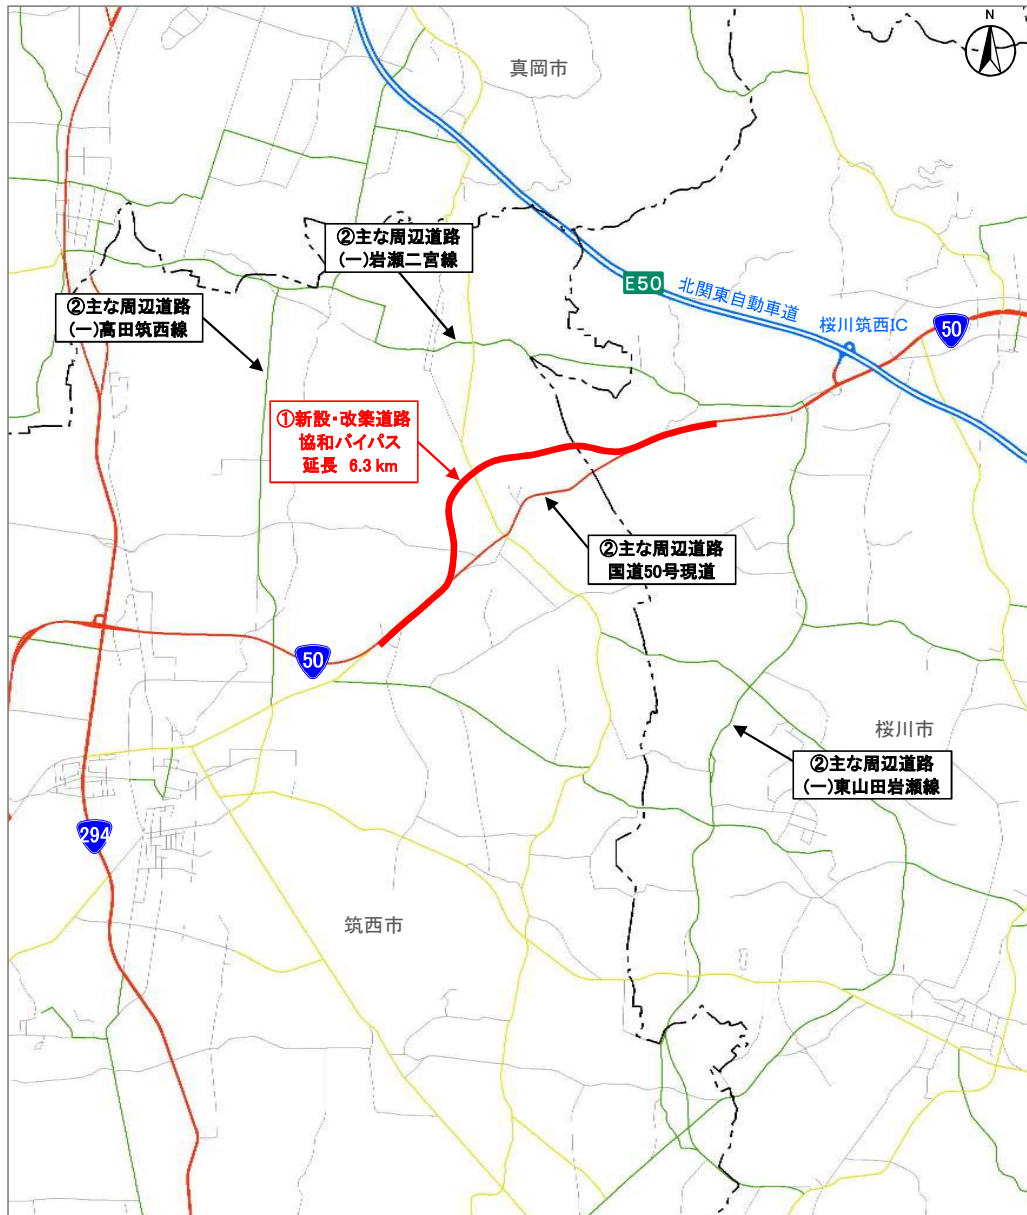 N
真岡市
②主な周辺道路
(一)岩瀬二宮線
②主な周辺道路
(一)高田筑西線
E50
北関東自動車道
桜川筑西IC
50
①新設・改築道路
協和バイパス
延長 6.3 km
②主な周辺道路
国道50号現道
50
桜川市
②主な周辺道路
(一)東山田岩瀬線
294
筑西市